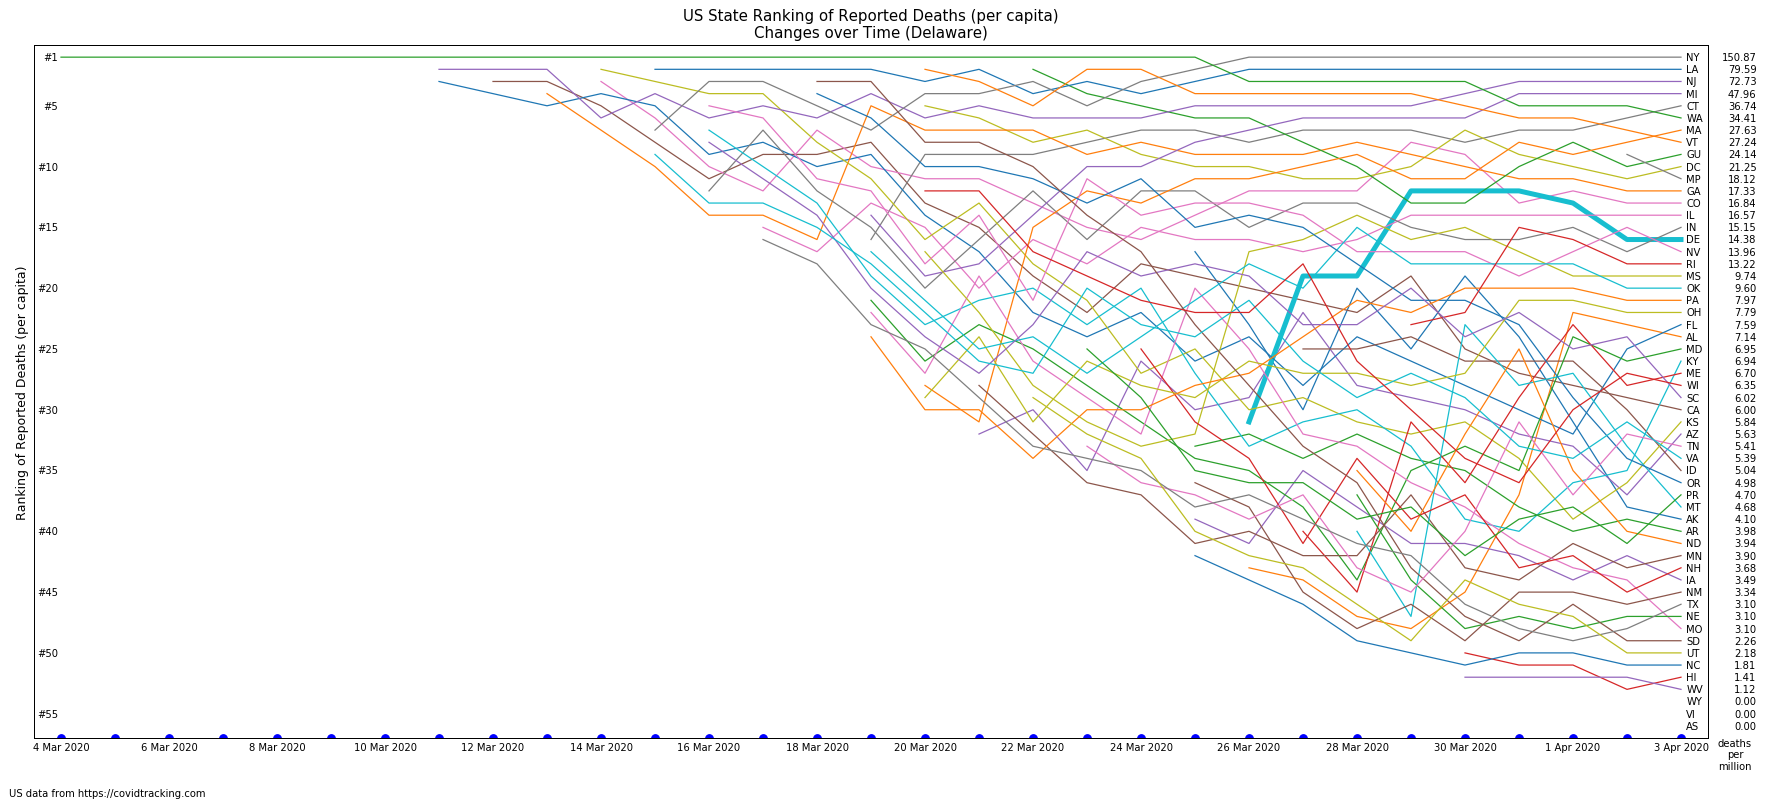 US State Ranking of Reported Deaths (per capita)
Changes over Time (Delaware)
Ranking of Reported Deaths (per capita)
#1
#5
#10
#15
#20
#25
#30
#35
#40
#45
#50
#55
NY 150.87
LA 79.59
NJ 72.73
MI 47.96
CT 36.74
WA 34.41
MA 27.63
VT 27.24
GU 24.14
DC 21.25
MP 18.12
GA 17.33
CO 16.84
IL 16.57
IN 15.15
DE 14.38
NV 13.96
RI 13.22
MS 9.74
OK 9.60
PA 7.97
OH 7.79
FL 7.59
AL 7.14
MD 6.95
KY 6.94
ME 6.70
WI 6.35
SC 6.02
CA 6.00
KS 5.84
AZ 5.63
TN 5.41
VA 5.39
ID 5.04
OR 4.98
PR 4.70
MT 4.68
AK 4.10
AR 3.98
ND 3.94
MN 3.90
NH 3.68
IA 3.49
NM 3.34
TX 3.10
NE 3.10
MO 3.10
SD 2.26
UT 2.18
NC 1.81
HI 1.41
WV 1.12
WY 0.00
VI 0.00
AS 0.00
4 Mar 2020 6 Mar 2020 8 Mar 2020 10 Mar 2020 12 Mar 2020 14 Mar 2020 16 Mar 2020 18 Mar 2020 20 Mar 2020 22 Mar 2020 24 Mar 2020 26 Mar 2020 28 Mar 2020 30 Mar 2020 1 Apr 2020 3 Apr 2020
deaths
per
million
US data from https://covidtracking.com